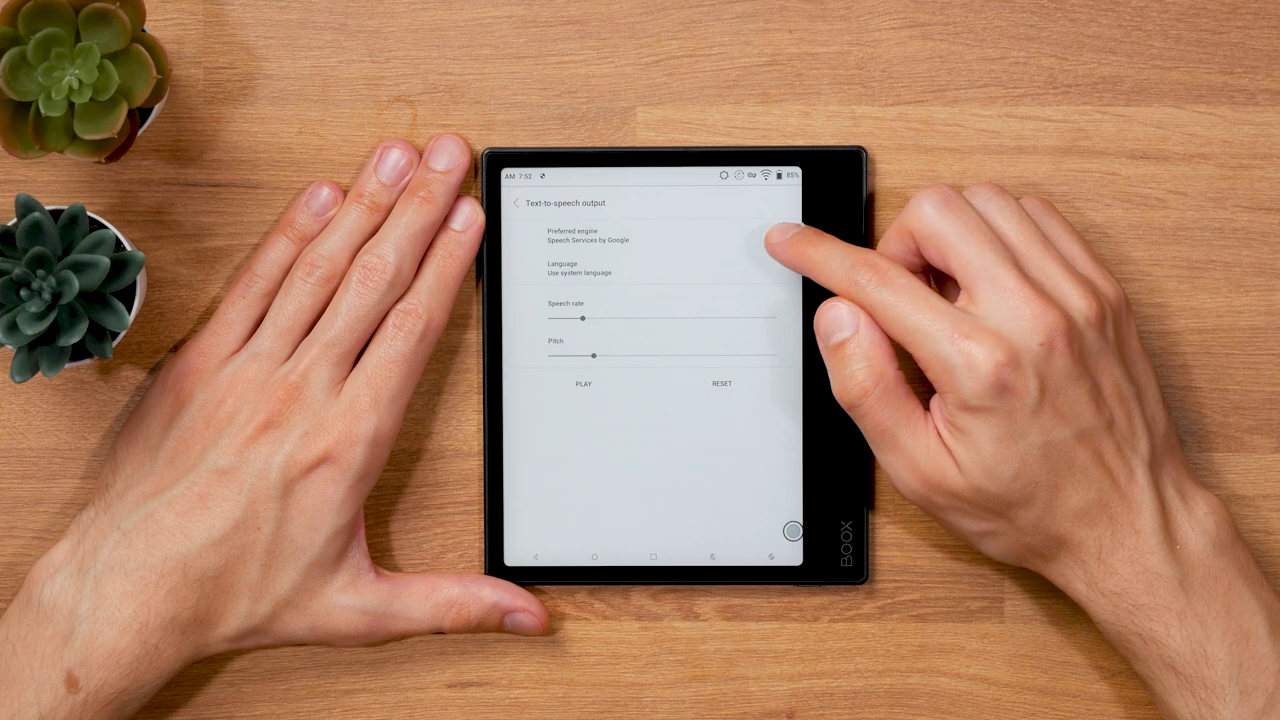 AM 7:52 85%
Text-to-speech output
Preferred engine
Speech Services by Google
Language
Use system language
Speech rate
Pitch
PLAY RESET
BOOX